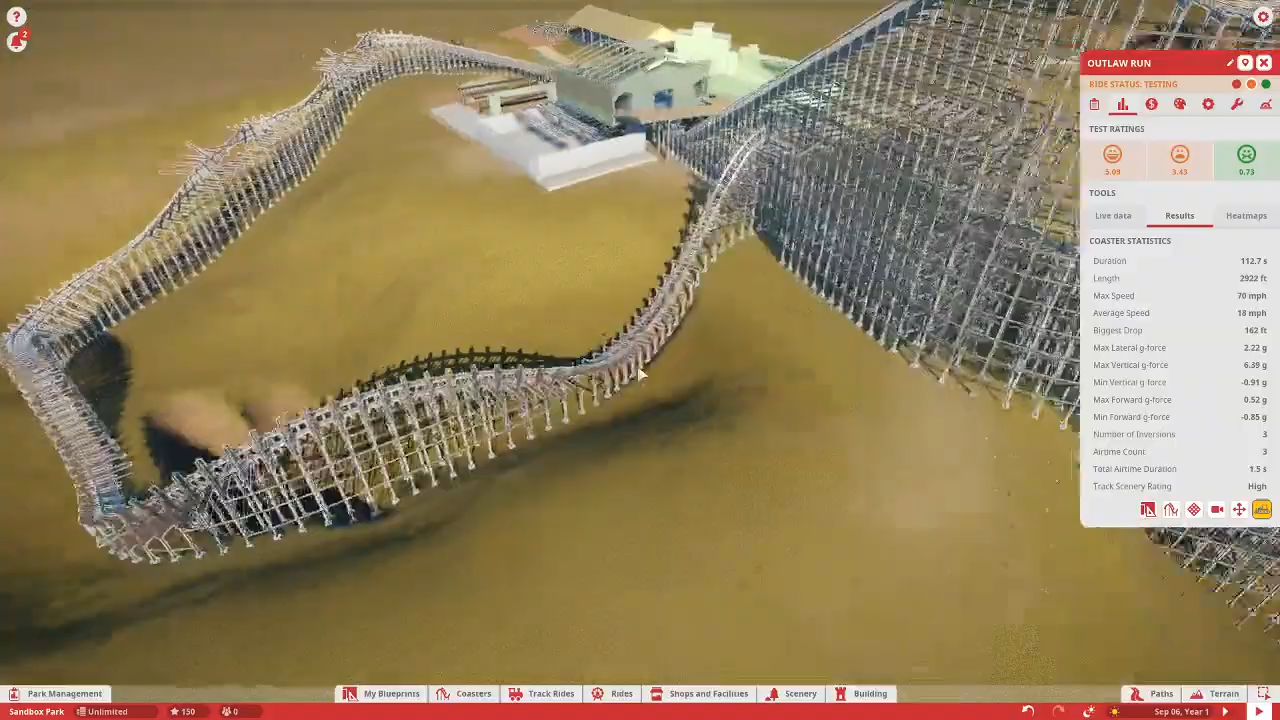 ?
2
OUTLAW RUN
RIDE STATUS: TESTING
TEST RATINGS
5.09 3.43 0.73
TOOLS
Live data Results Heatmaps
COASTER STATISTICS
Duration 112.7 s
Length 2922 ft
Max Speed 70 mph
Average Speed 18 mph
Biggest Drop 162 ft
Max Lateral g-force 2.22 g
Max Vertical g-force 6.39 g
Min Vertical g-force -0.91 g
Max Forward g-force 0.52 g
Min Forward g-force -0.85 g
Number of Inversions 3
Airtime Count 3
Total Airtime Duration 1.5 s
Track Scenery Rating High
Park Management My Blueprints Coasters Track Rides Rides Shops and Facilities Scenery Building Paths Terrain
Sandbox Park Unlimited 150 0 Sep 06, Year 1